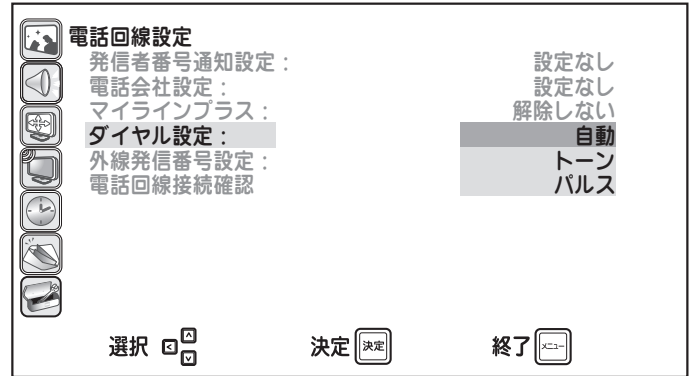 電話回線設定
発信者番号通知設定： 設定なし
電話会社設定： 設定なし
マイラインプラス： 解除しない
ダイヤル設定： 自動
外線発信番号設定： トーン
電話回線接続確認 パルス
選択 決定 決定 終了 メニュー